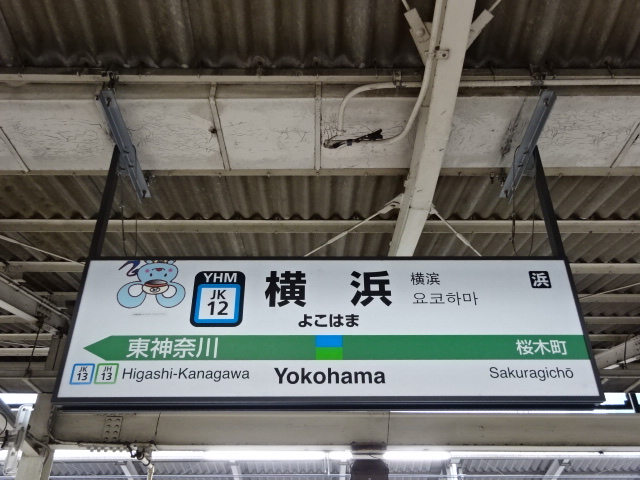 YHM
JK
12
横浜
横滨
요코하마
浜
よこはま
東神奈川
桜木町
JK
13
JH
13
Higashi-Kanagawa
Yokohama
Sakuragichō